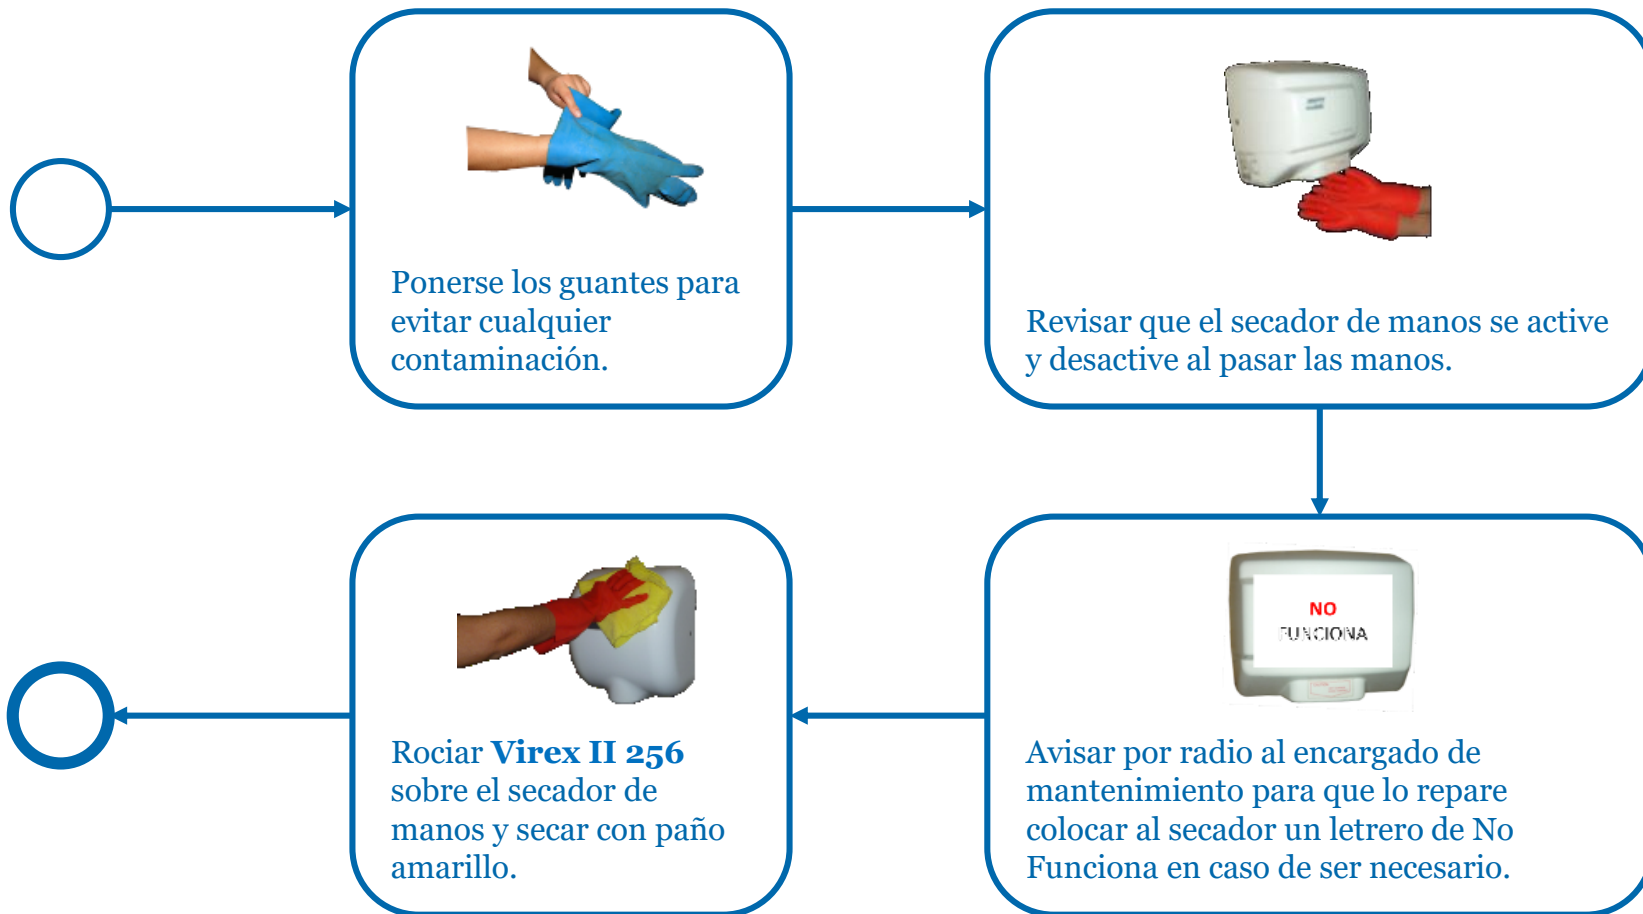 Ponerse los guantes para
evitar cualquier
contaminación.
Revisar que el secador de manos se active
y desactive al pasar las manos.
NO
FUNCIONA
Avisar por radio al encargado de
mantenimiento para que lo repare
colocar al secador un letrero de No
Funciona en caso de ser necesario.
Rociar Virex II 256
sobre el secador de
manos y secar con paño
amarillo.